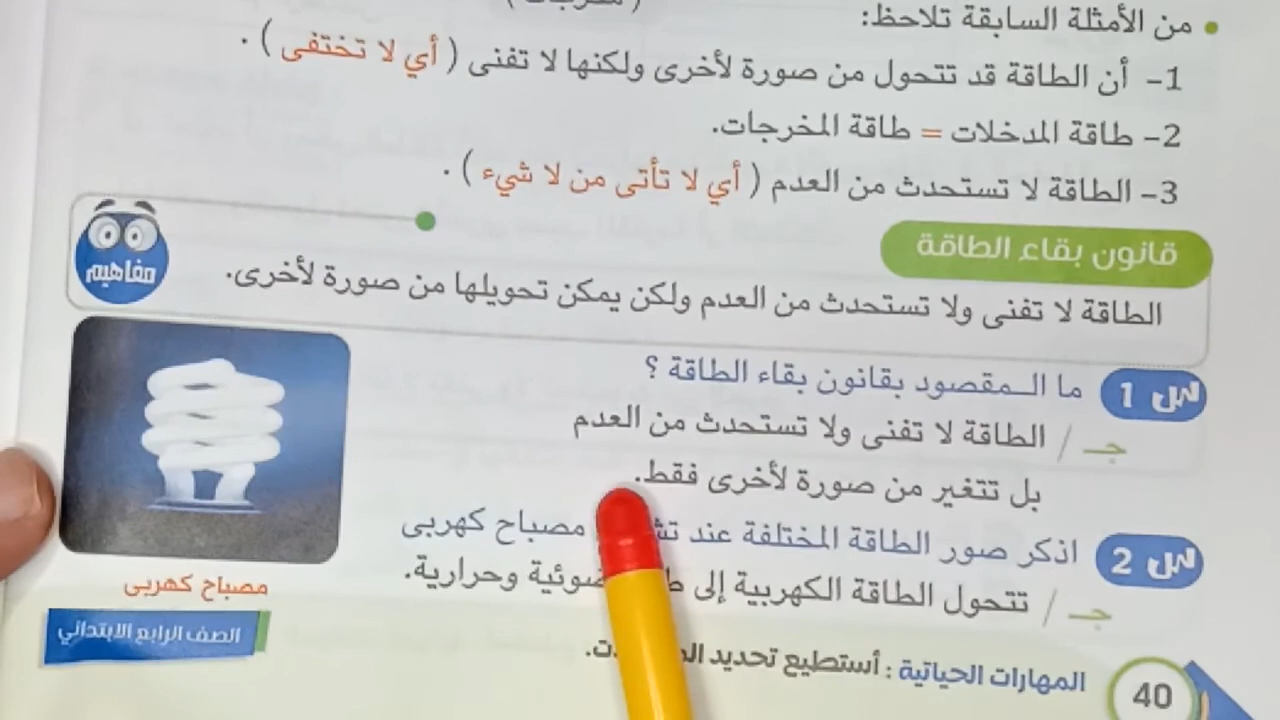 من الأمثلة السابقة تلاحظ:
1- أن الطاقة قد تتحول من صورة لأخرى ولكنها لا تفنى ( أي لا تختفى ) .
2- طاقة المدخلات = طاقة المخرجات.
3- الطاقة لا تستحدث من العدم ( أي لا تأتى من لا شيء ) .
قانون بقاء الطاقة
مفاهيم
الطاقة لا تفنى ولا تستحدث من العدم ولكن يمكن تحويلها من صورة لأخرى.
س 1 ما المقصود بقانون بقاء الطاقة ؟
جـ / الطاقة لا تفنى ولا تستحدث من العدم
بل تتغير من صورة لأخرى فقط.
س 2 اذكر صور الطاقة المختلفة عند مصباح كهربى
جـ / تتحول الطاقة الكهربية إلى ضوئية وحرارية.
مصباح كهربى
الصف الرابع الابتدائي
المهارات الحياتية : أستطيع تحديد
40